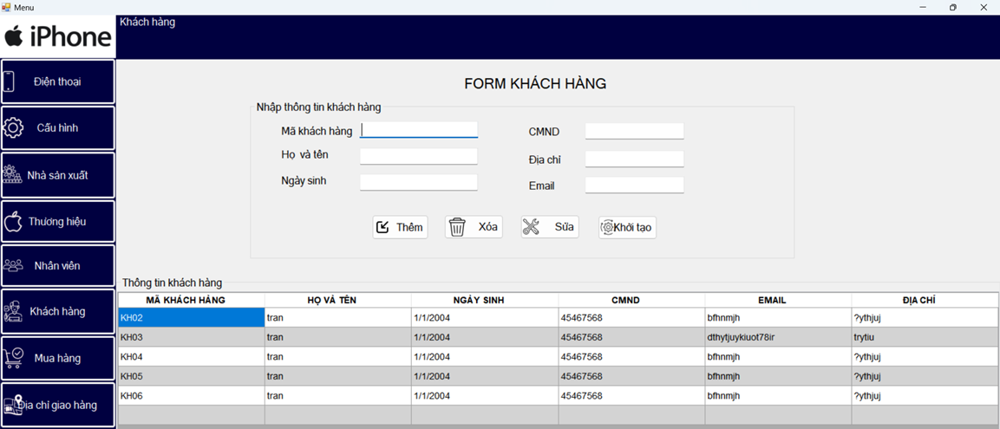 Menu
iPhone
Khách hàng
Điện thoại
Cấu hình
Nhà sản xuất
Thương hiệu
Nhân viên
Khách hàng
Mua hàng
Địa chỉ giao hàng
FORM KHÁCH HÀNG
Nhập thông tin khách hàng
Mã khách hàng CMND
Họ và tên Địa chỉ
Ngày sinh Email
Thêm Xóa Sửa Khởi tạo
Thông tin khách hàng
MÃ KHÁCH HÀNG HỌ VÀ TÊN NGÀY SINH CMND EMAIL ĐỊA CHỈ
KH02 tran 1/1/2004 45467568 bfhnmjh ?ythjuj
KH03 tran 1/1/2004 45467568 dthytjuykiuot78ir trytiu
KH04 tran 1/1/2004 45467568 bfhnmjh ?ythjuj
KH05 tran 1/1/2004 45467568 bfhnmjh ?ythjuj
KH06 tran 1/1/2004 45467568 bfhnmjh ?ythjuj